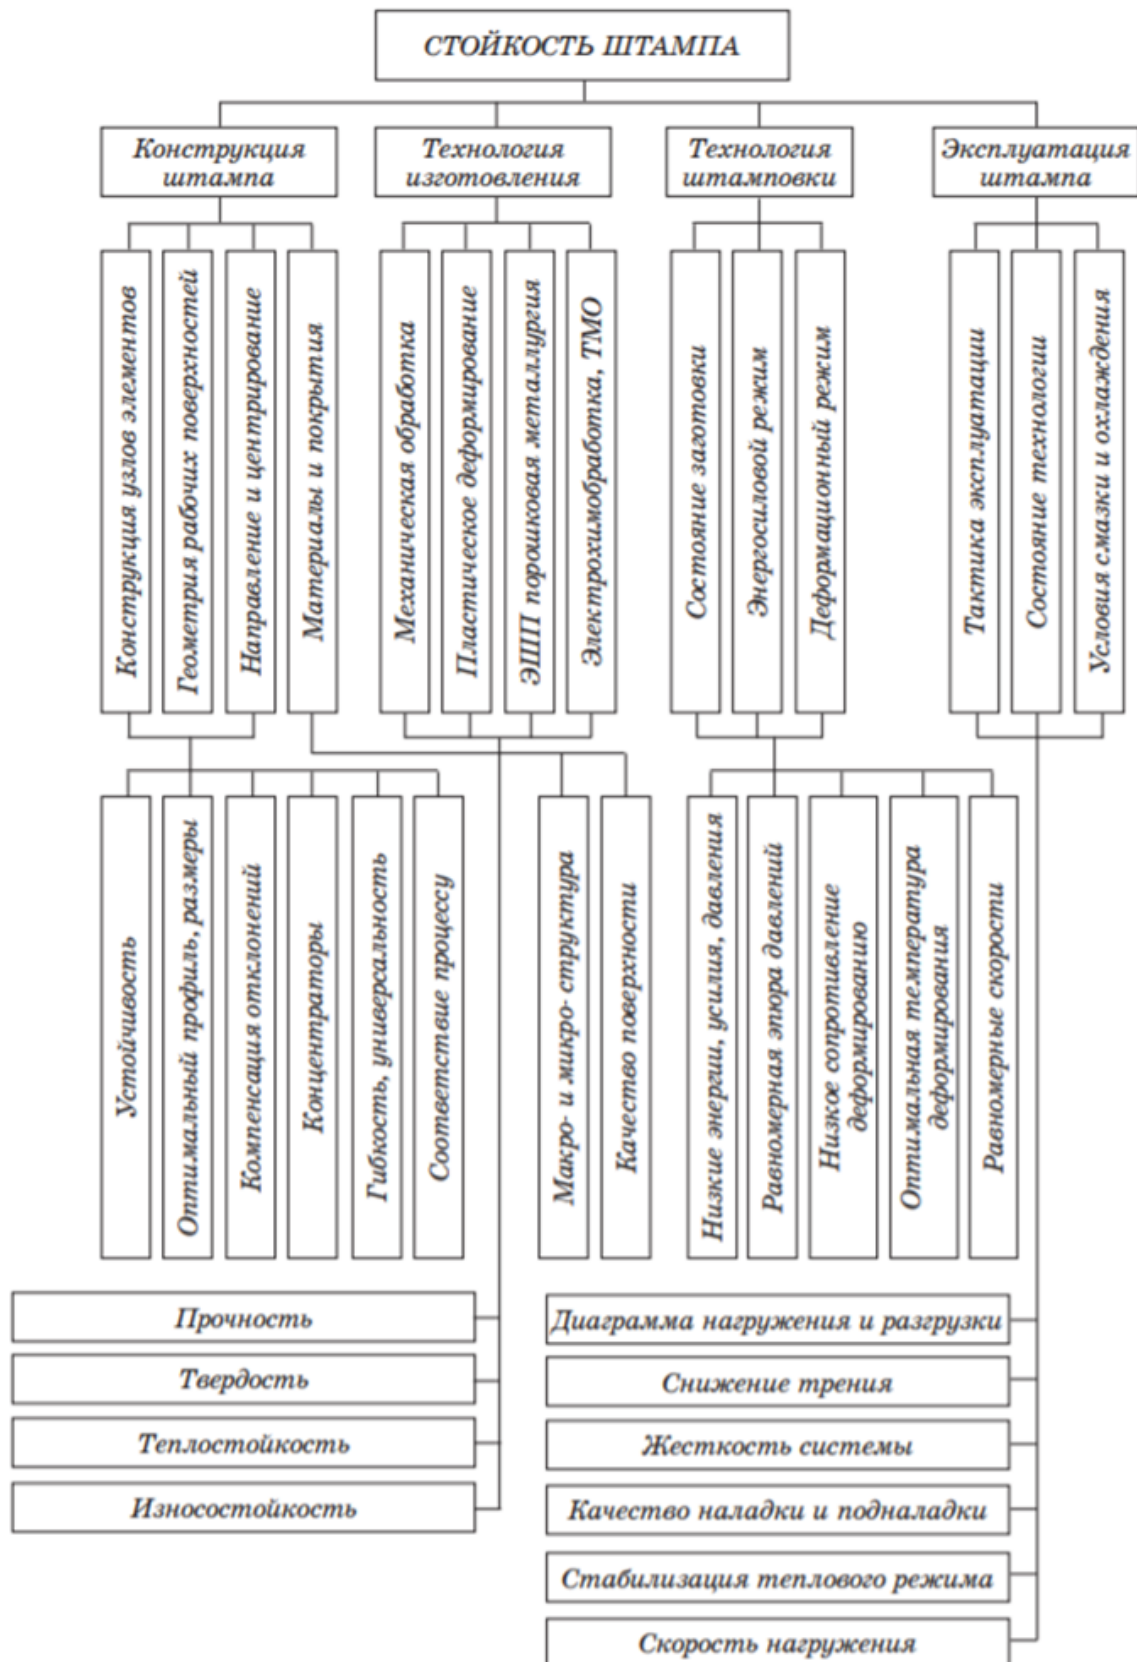 СТОЙКОСТЬ ШТАМПА
Конструкция
штампа
Технология
изготовления
Технология
штамповки
Эксплуатация
штампа
Конструкция узлов элементов
Геометрия рабочих поверхностей
Направление и центрирование
Материалы и покрытия
Механическая обработка
Пластическое деформирование
ЭШП порошковая металлургия
Электрохимобработка, ТМО
Состояние заготовки
Энергосиловой режим
Деформационный режим
Тактика эксплуатации
Состояние технологии
Условия смазки и охлаждения
Устойчивость
Оптимальный профиль, размеры
Компенсация отклонений
Концентраторы
Гибкость, универсальность
Соответствие процессу
Макро- и микро- структура
Качество поверхности
Низкие энергии, усилия, давления
Равномерная эпюра давлений
Низкое сопротивление
деформированию
Оптимальная температура
деформирования
Равномерные скорости
Прочность
Твердость
Теплостойкость
Износостойкость
Диаграмма нагружения и разгрузки
Снижение трения
Жесткость системы
Качество наладки и подналадки
Стабилизация теплового режима
Скорость нагружения